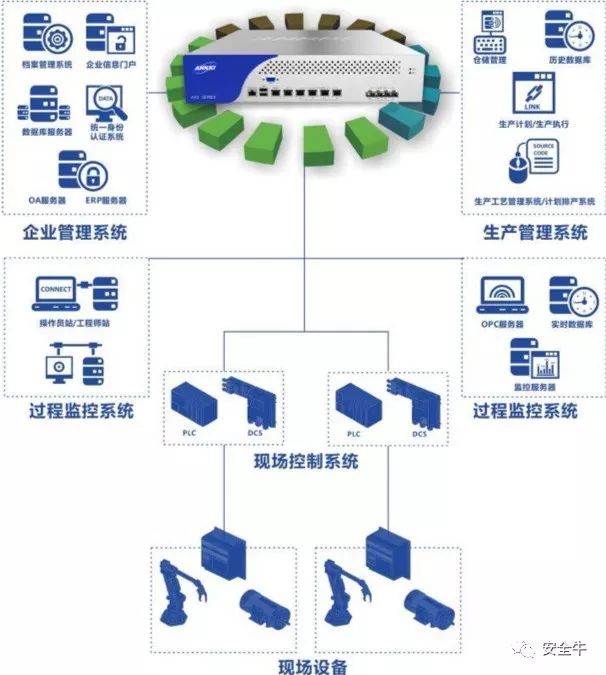 档案管理系统
企业信息门户
DATA
数据库服务器
统一身份
认证系统
OA服务器
ERP服务器
企业管理系统
ANKKI
仓储管理
历史数据库
LINK
生产计划/生产执行
SOURCE
CODE
生产工艺管理系统/计划排产系统
生产管理系统
CONNECT
操作员站/工程师站
过程监控系统
OPC服务器
实时数据库
监控服务器
过程监控系统
PLC
DCS
PLC
DCS
现场控制系统
现场设备
安全牛